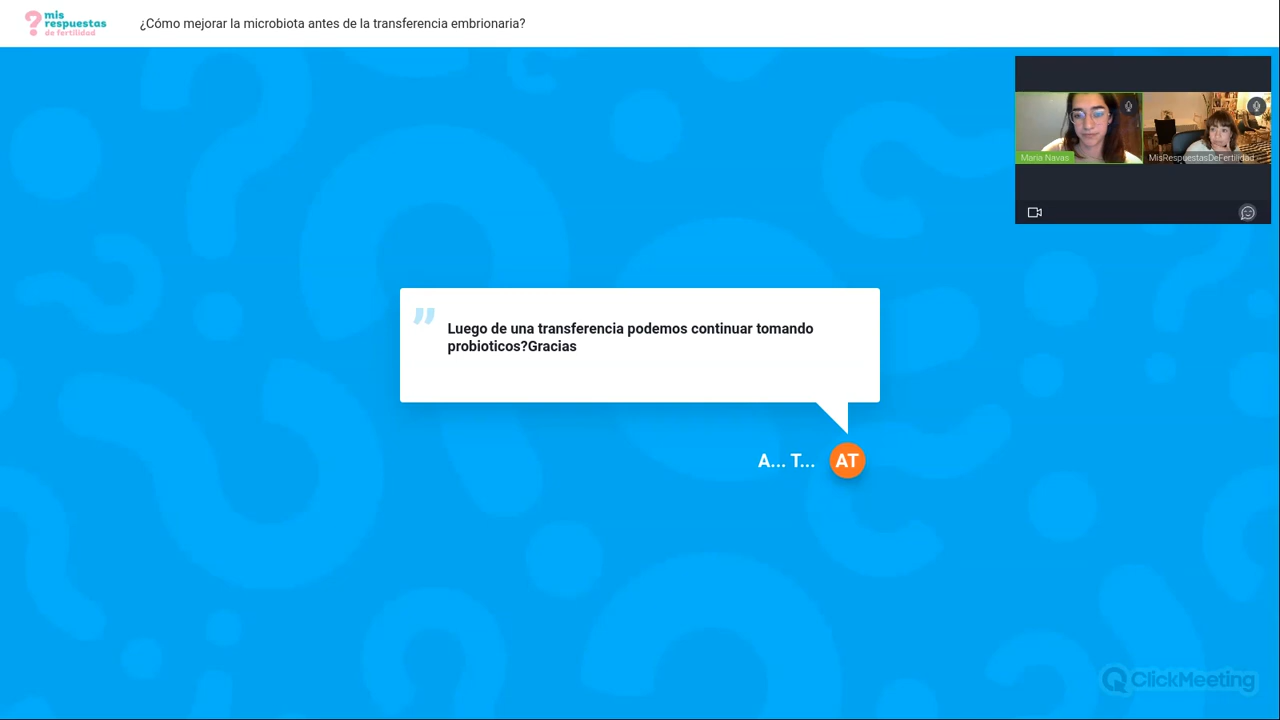 mis
respuestas
de fertilidad
¿Cómo mejorar la microbiota antes de la transferencia embrionaria?
Maria Navas
MisRespuestasDeFertilidad
Luego de una transferencia podemos continuar tomando
probioticos?Gracias
A... T...
AT
ClickMeeting